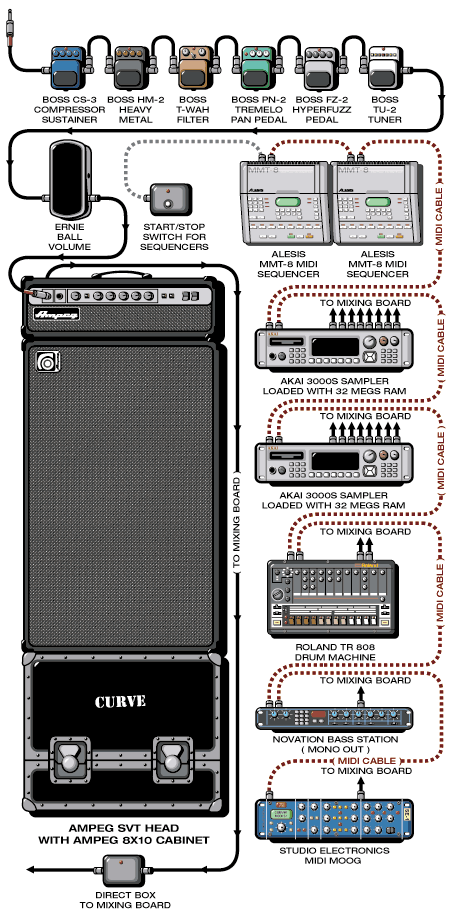 BOSS CS-3
COMPRESSOR
SUSTAINER
BOSS HM-2
HEAVY
METAL
BOSS
T-WAH
FILTER
BOSS PN-2
TREMELO
PAN PEDAL
BOSS FZ-2
HYPERFUZZ
PEDAL
BOSS
TU-2
TUNER
ERNIE
BALL
VOLUME
START/STOP
SWITCH FOR
SEQUENCERS
MMT-8
ALESIS
MMT-8
ALESIS
ALESIS
MMT-8 MIDI
SEQUENCER
ALESIS
MMT-8 MIDI
SEQUENCER
( MIDI CABLE )
TO MIXING BOARD
AKAI 3000S SAMPLER
LOADED WITH 32 MEGS RAM
( MIDI CABLE )
TO MIXING BOARD
AKAI 3000S SAMPLER
LOADED WITH 32 MEGS RAM
( MIDI CABLE )
TO MIXING BOARD
Roland
ROLAND TR 808
DRUM MACHINE
( MIDI CABLE )
TO MIXING BOARD
NOVATION BASS STATION
( MONO OUT )
( MIDI CABLE )
TO MIXING BOARD
STUDIO ELECTRONICS
MIDI MOOG
Ampeg
TO MIXING BOARD
CURVE
AMPEG SVT HEAD
WITH AMPEG 8X10 CABINET
DIRECT BOX
TO MIXING BOARD